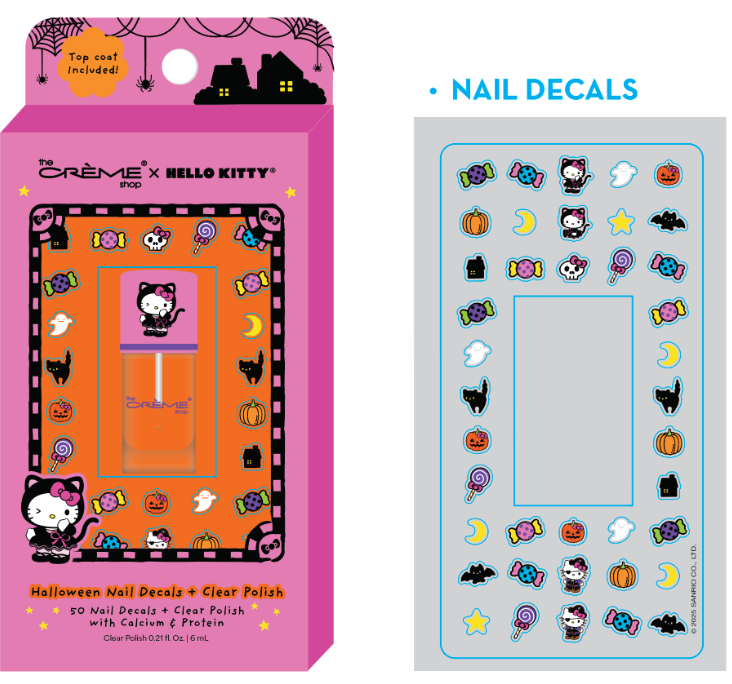 Top coat
Included!
the
CRÈME® × HELLO KITTY®
shop
the
CRÈME
shop
Halloween Nail Decals + Clear Polish
50 Nail Decals + Clear Polish
with Calcium & Protein
Clear Polish 0.21 fl. Oz. | 6 mL
• NAIL DECALS
© 2025 SANRIO CO., LTD.